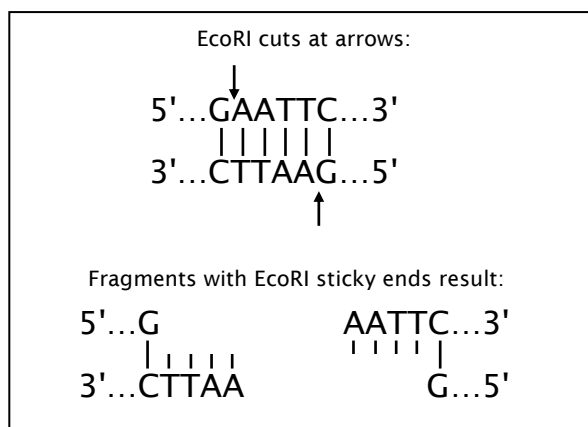 EcoRI cuts at arrows:
5'...GAATTC...3'
3'...CTTAAG...5'
Fragments with EcoRI sticky ends result:
5'...G AATTC...3'
3'...CTTAA G...5'